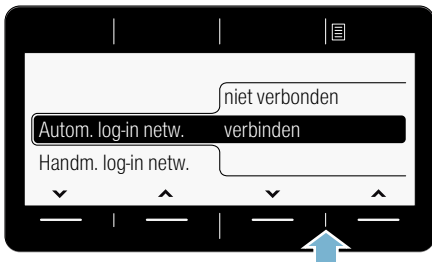 niet verbonden
Autom. log-in netw. verbinden
Handm. log-in netw.